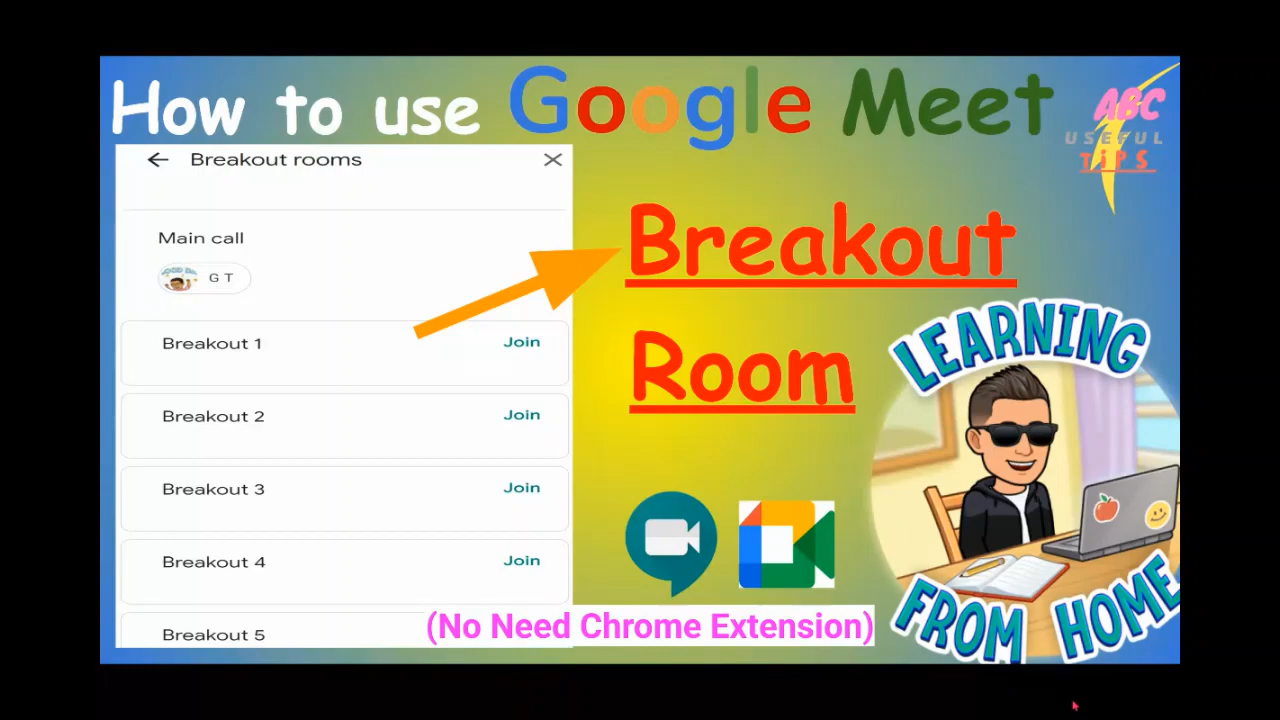 How to use Google Meet
ABC
USEFUL
TiPS
Breakout rooms
Main call
G T
Breakout 1 Join
Breakout 2 Join
Breakout 3 Join
Breakout 4 Join
Breakout 5
Breakout
Room
(No Need Chrome Extension)
LEARNING
FROM HOME